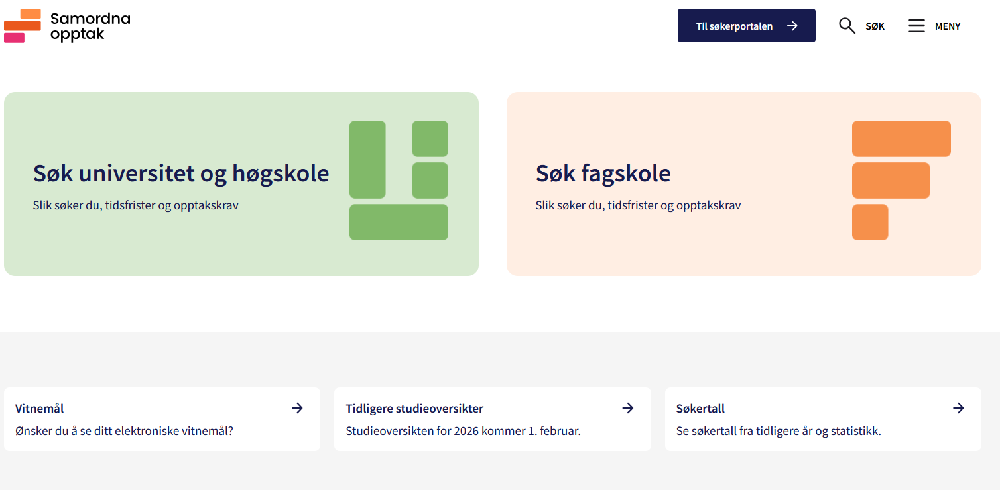 Samordna
opptak
Til søkerportalen
SØK
MENY
Søk universitet og høgskole
Slik søker du, tidsfrister og opptakskrav
Søk fagskole
Slik søker du, tidsfrister og opptakskrav
Vitnemål
Ønsker du å se ditt elektroniske vitnemål?
Tidligere studieoversikter
Studieoversikten for 2026 kommer 1. februar.
Søkertall
Se søkertall fra tidligere år og statistikk.